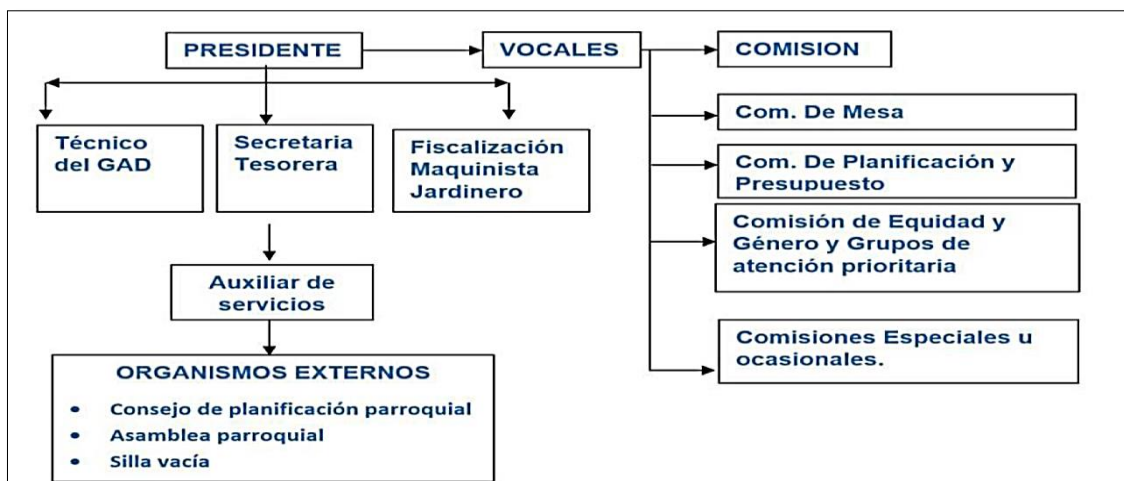 PRESIDENTE
VOCALES
COMISION
Técnico
del GAD
Secretaria
Tesorera
Fiscalización
Maquinista
Jardinero
Com. De Mesa
Com. De Planificación y
Presupuesto
Comisión de Equidad y
Género y Grupos de
atención prioritaria
Auxiliar de
servicios
Comisiones Especiales u
ocasionales.
ORGANISMOS EXTERNOS
• Consejo de planificación parroquial
• Asamblea parroquial
• Silla vacía